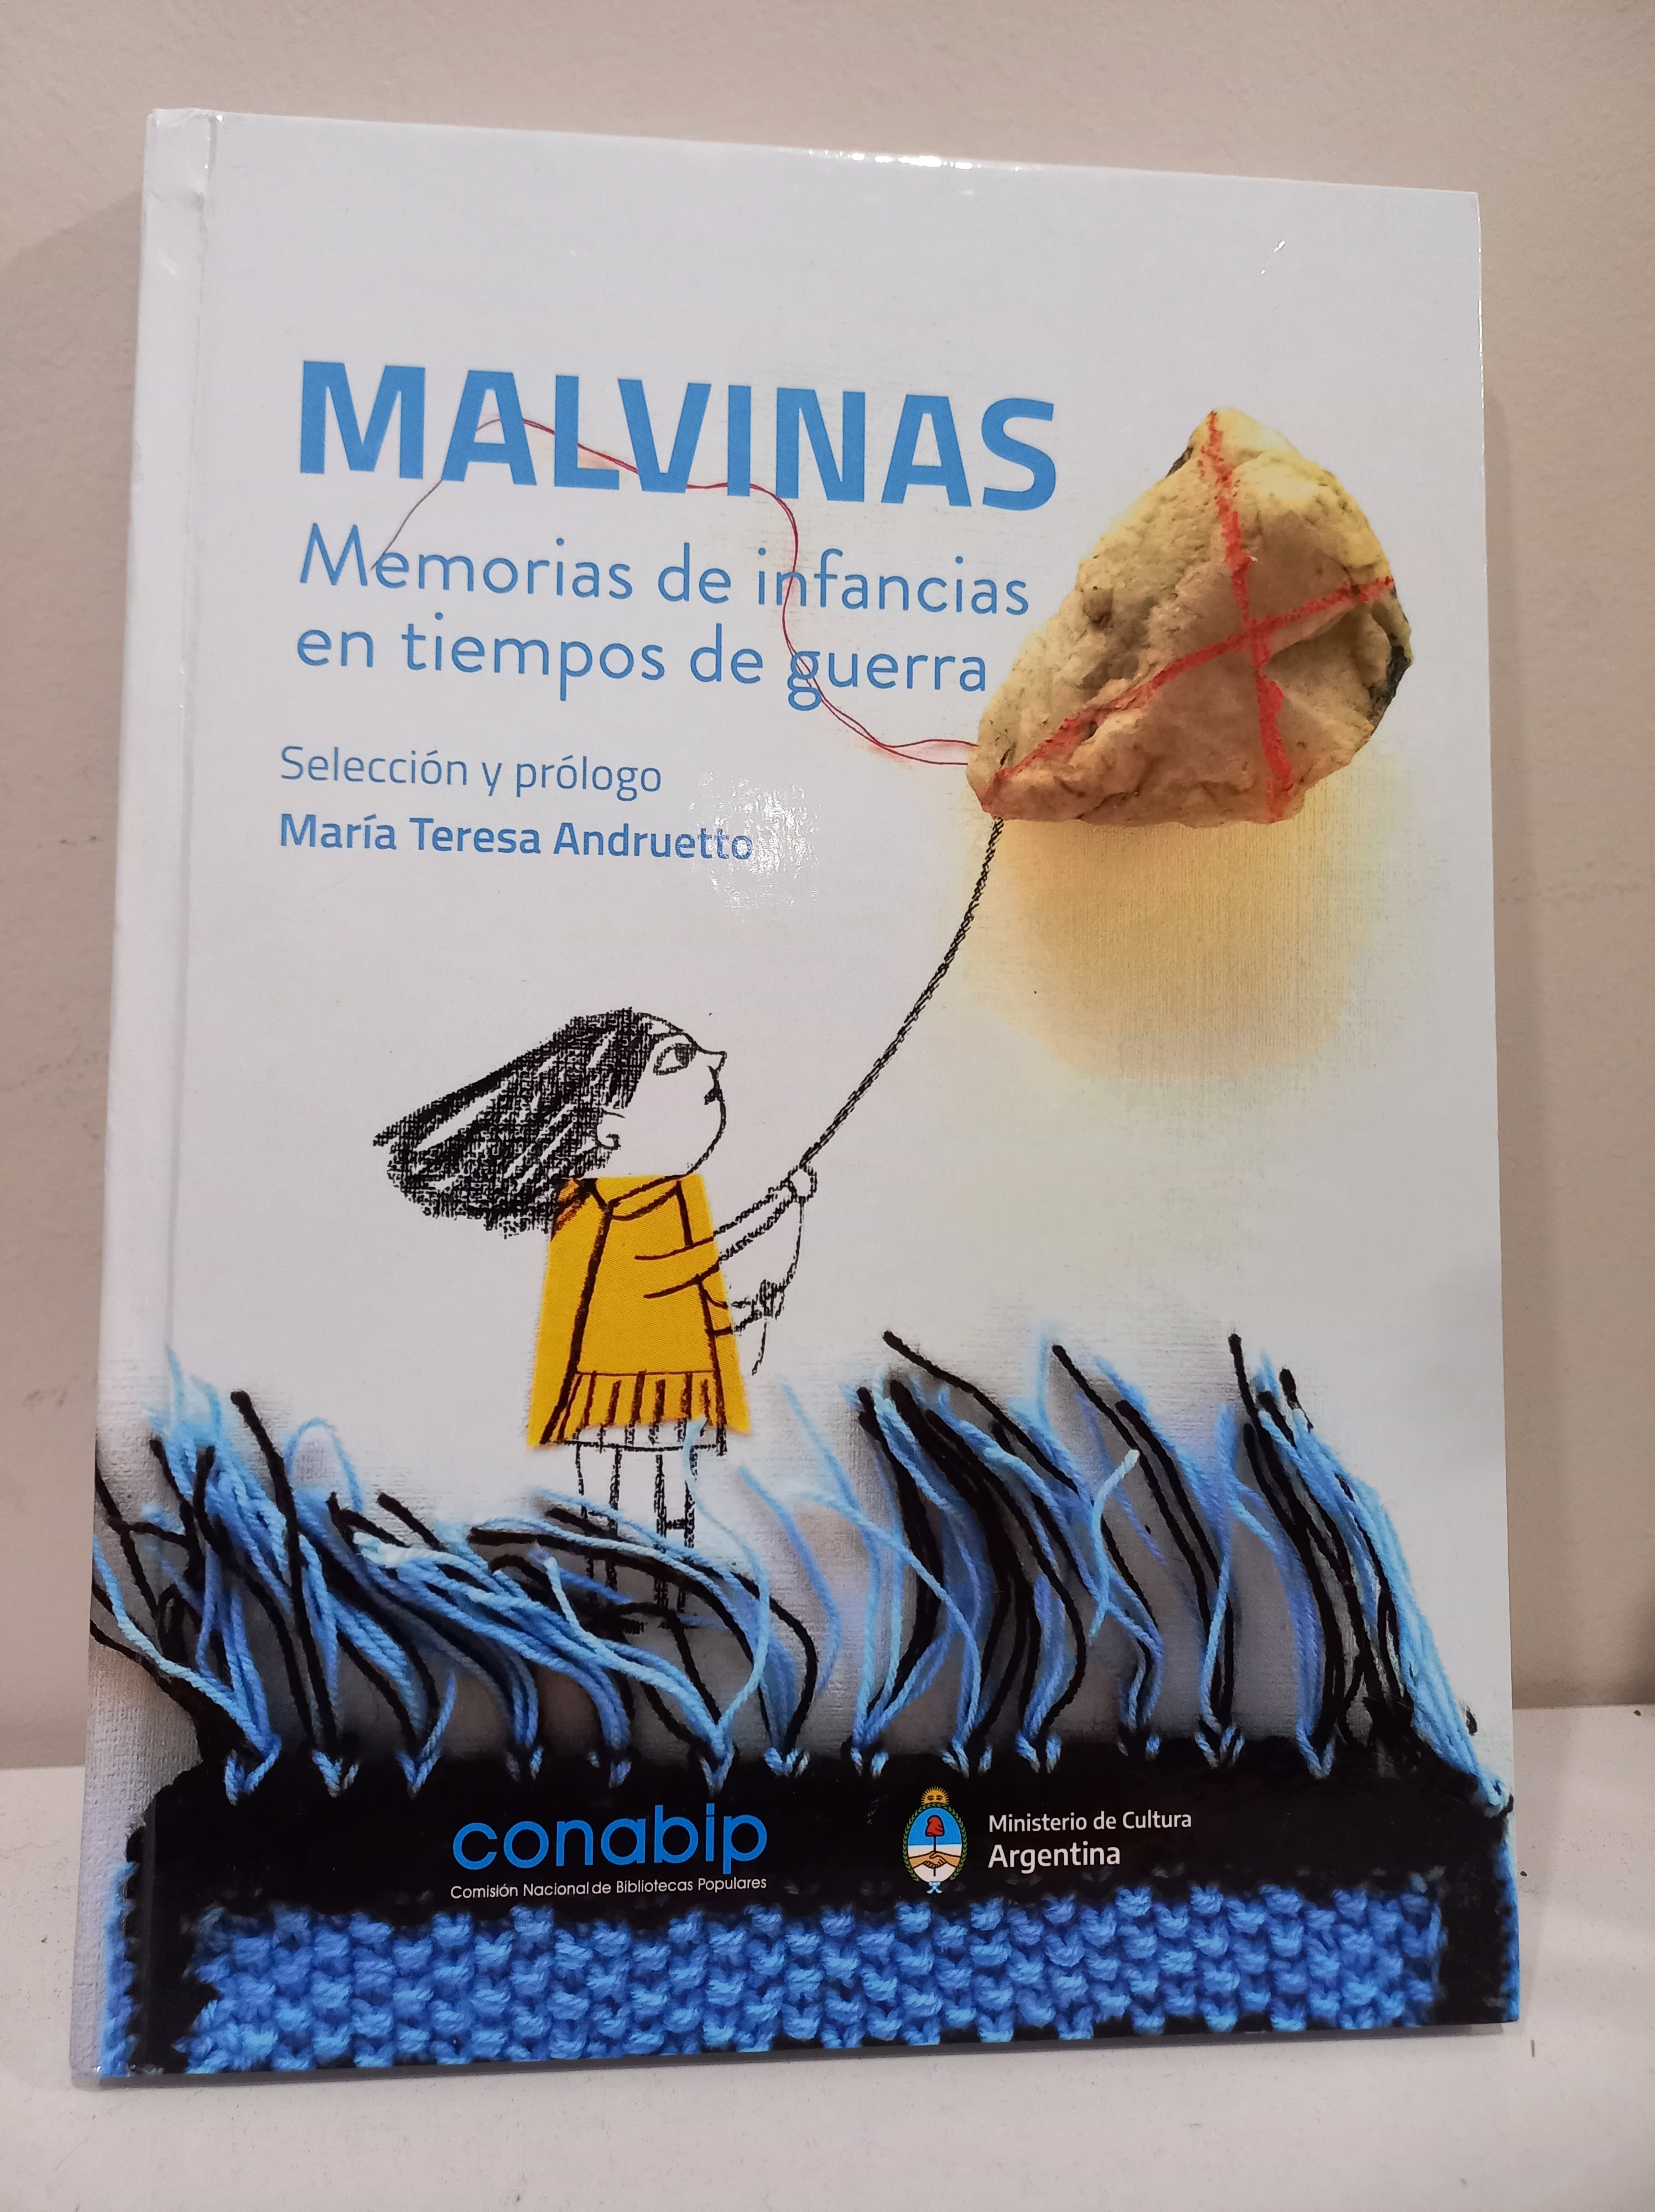 MALVINAS
Memorias de infancias
en tiempos de guerra
Selección y prólogo
María Teresa Andruetto
conabip
Comisión Nacional de Bibliotecas Populares
Ministerio de Cultura
Argentina